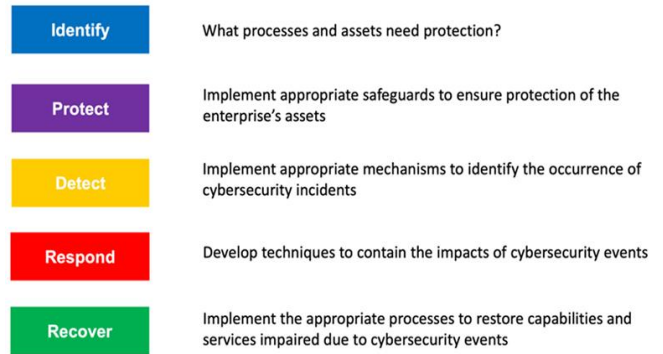 Identify
What processes and assets need protection?
Protect
Implement appropriate safeguards to ensure protection of the
enterprise's assets
Detect
Implement appropriate mechanisms to identify the occurrence of
cybersecurity incidents
Respond
Develop techniques to contain the impacts of cybersecurity events
Recover
Implement the appropriate processes to restore capabilities and
services impaired due to cybersecurity events